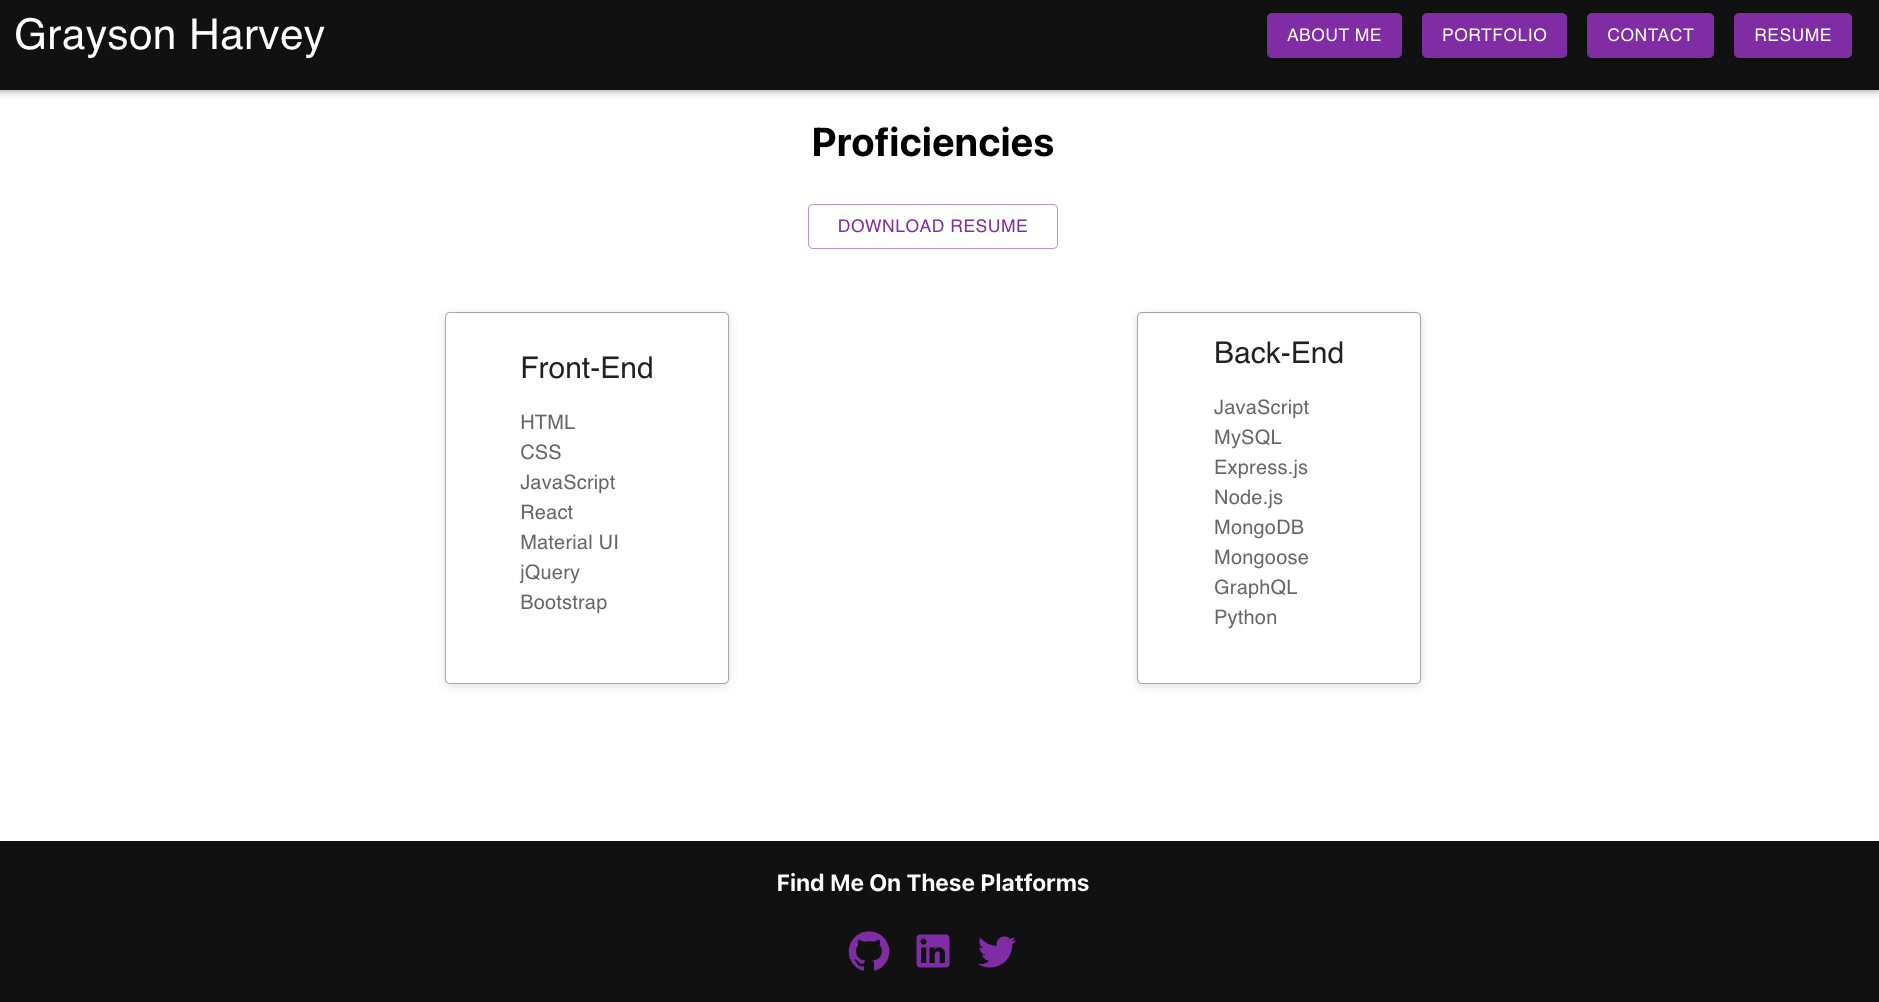 Grayson Harvey
ABOUT ME
PORTFOLIO
CONTACT
RESUME
Proficiencies
DOWNLOAD RESUME
Front-End
HTML
CSS
JavaScript
React
Material UI
jQuery
Bootstrap
Back-End
JavaScript
MySQL
Express.js
Node.js
MongoDB
Mongoose
GraphQL
Python
Find Me On These Platforms
in